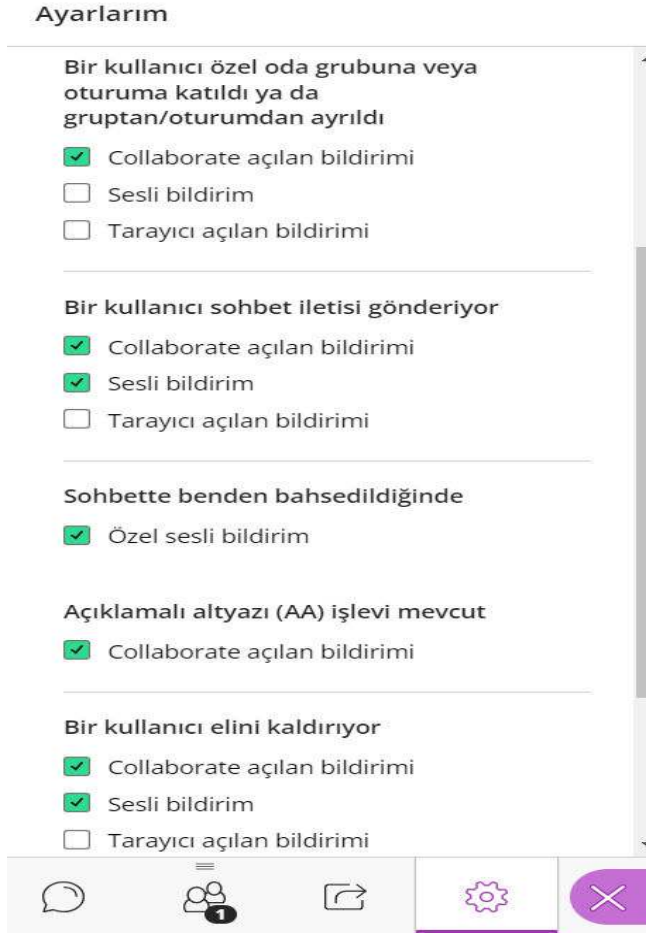 Ayarlarım
Bir kullanıcı özel oda grubuna veya
oturuma katıldı ya da
gruptan/oturumdan ayrıldı
Collaborate açılan bildirimi
Sesli bildirim
Tarayıcı açılan bildirimi
Bir kullanıcı sohbet iletisi gönderiyor
Collaborate açılan bildirimi
Sesli bildirim
Tarayıcı açılan bildirimi
Sohbette benden bahsedildiğinde
Özel sesli bildirim
Açıklamalı altyazı (AA) işlevi mevcut
Collaborate açılan bildirimi
Bir kullanıcı elini kaldırıyor
Collaborate açılan bildirimi
Sesli bildirim
Tarayıcı açılan bildirimi
1